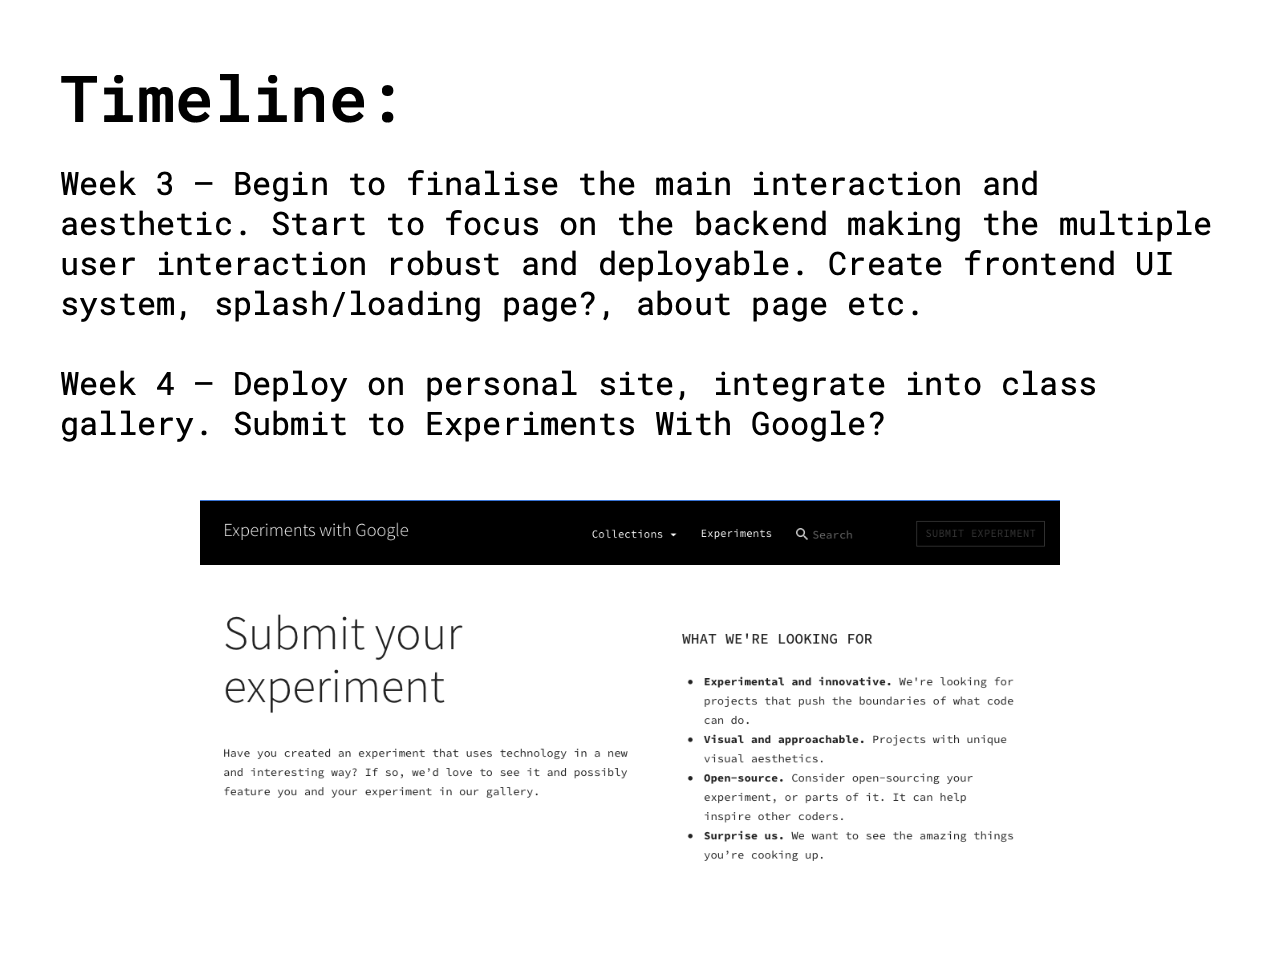 Timeline:
Week 3 – Begin to finalise the main interaction and
aesthetic. Start to focus on the backend making the multiple
user interaction robust and deployable. Create frontend UI
system, splash/loading page?, about page etc.
Week 4 – Deploy on personal site, integrate into class
gallery. Submit to Experiments With Google?
Experiments with Google
Collections
Experiments
Search
SUBMIT EXPERIMENT
Submit your
experiment
Have you created an experiment that uses technology in a new
and interesting way? If so, we'd love to see it and possibly
feature you and your experiment in our gallery.
WHAT WE'RE LOOKING FOR
• Experimental and innovative. We're looking for
projects that push the boundaries of what code
can do.
• Visual and approachable. Projects with unique
visual aesthetics.
• Open-source. Consider open-sourcing your
experiment, or parts of it. It can help
inspire other coders.
• Surprise us. We want to see the amazing things
you’re cooking up.